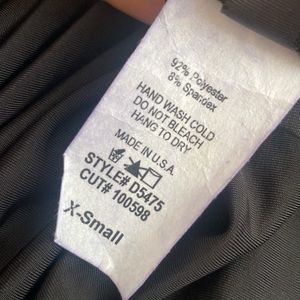 92% Polyester
8% Spandex
HAND WASH COLD
DO NOT BLEACH
HANG TO DRY
MADE IN U.S.A
STYLE# D5475
CUT# 100598
X-Small